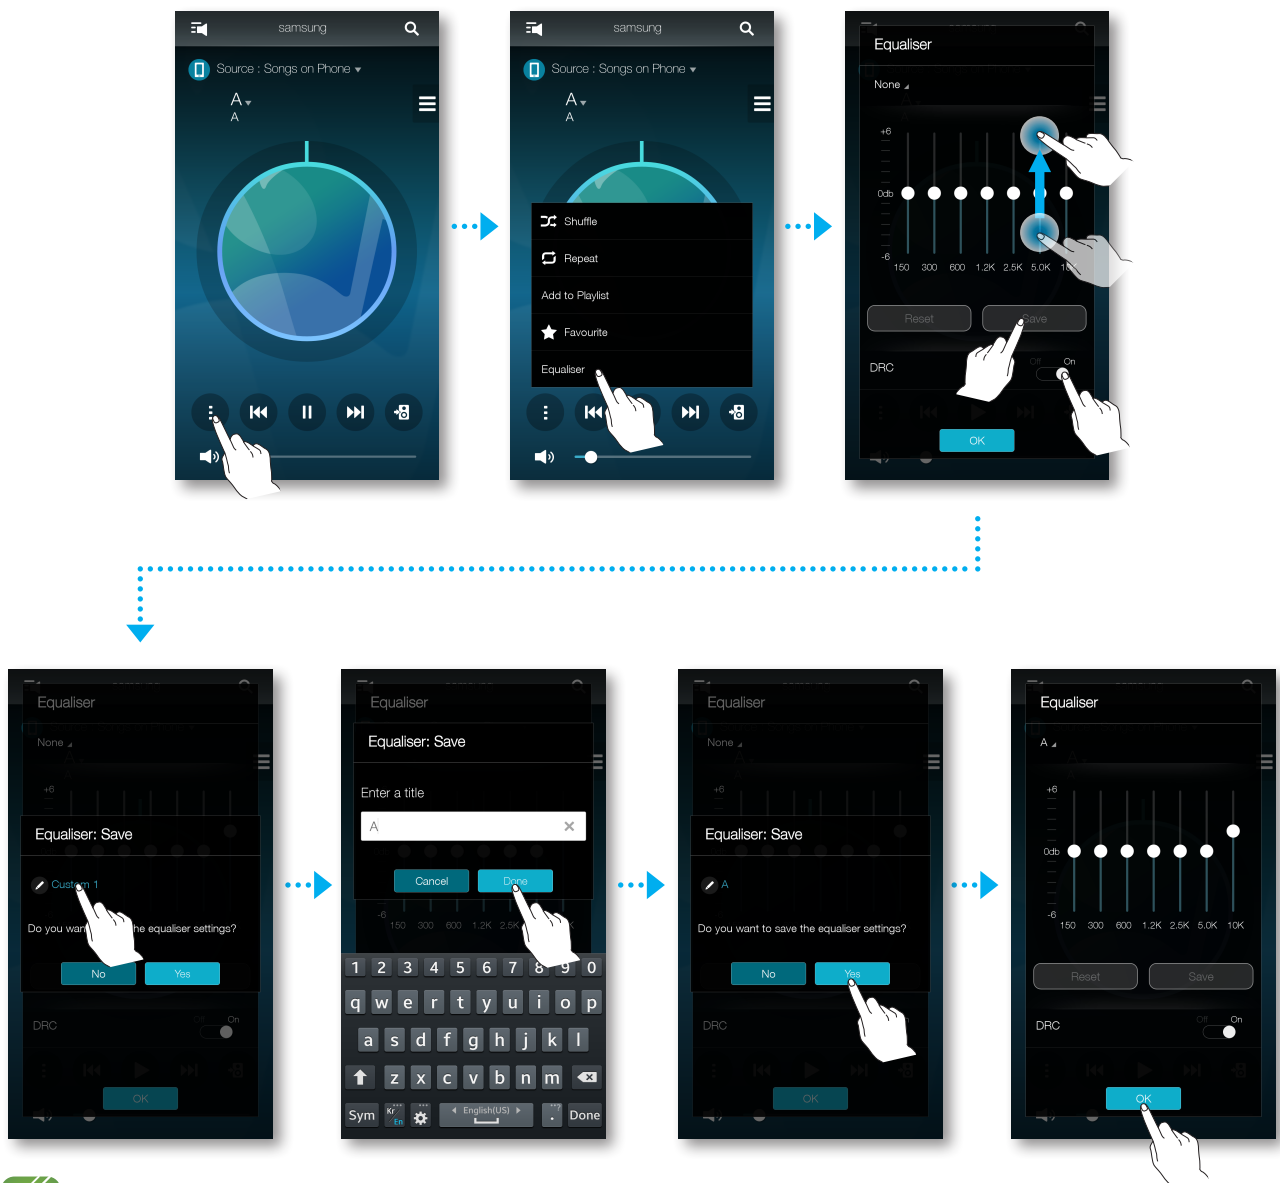 samsung
Source : Songs on Phone
A
A
samsung
Source : Songs on Phone
A
A
Shuffle
Repeat
Add to Playlist
Favourite
Equaliser
Equaliser
None
+6
0db
-6
150 300 600 1.2K 2.5K 5.0K
Reset Save
Off On
DRC
OK
Equaliser
None
+6
Equaliser: Save
Custom 1
Do you want he equaliser settings?
No Yes
Off On
DRC
OK
Equaliser
Equaliser: Save
Enter a title
A
Cancel Done
-6
150 300 600 1.2K 2.5K
1 2 3 4 5 6 7 8 9 0
q w e r t y u i o p
a s d f g h j k l
z x c v b n m
Sym Kr En English(US) . Done
Equaliser
None
+6
Equaliser: Save
A
Do you want to save the equaliser settings?
No Yes
DRC
OK
Equaliser
A
+6
0db
-6
150 300 600 1.2K 2.5K 5.0K 10K
Reset Save
Off On
DRC
OK